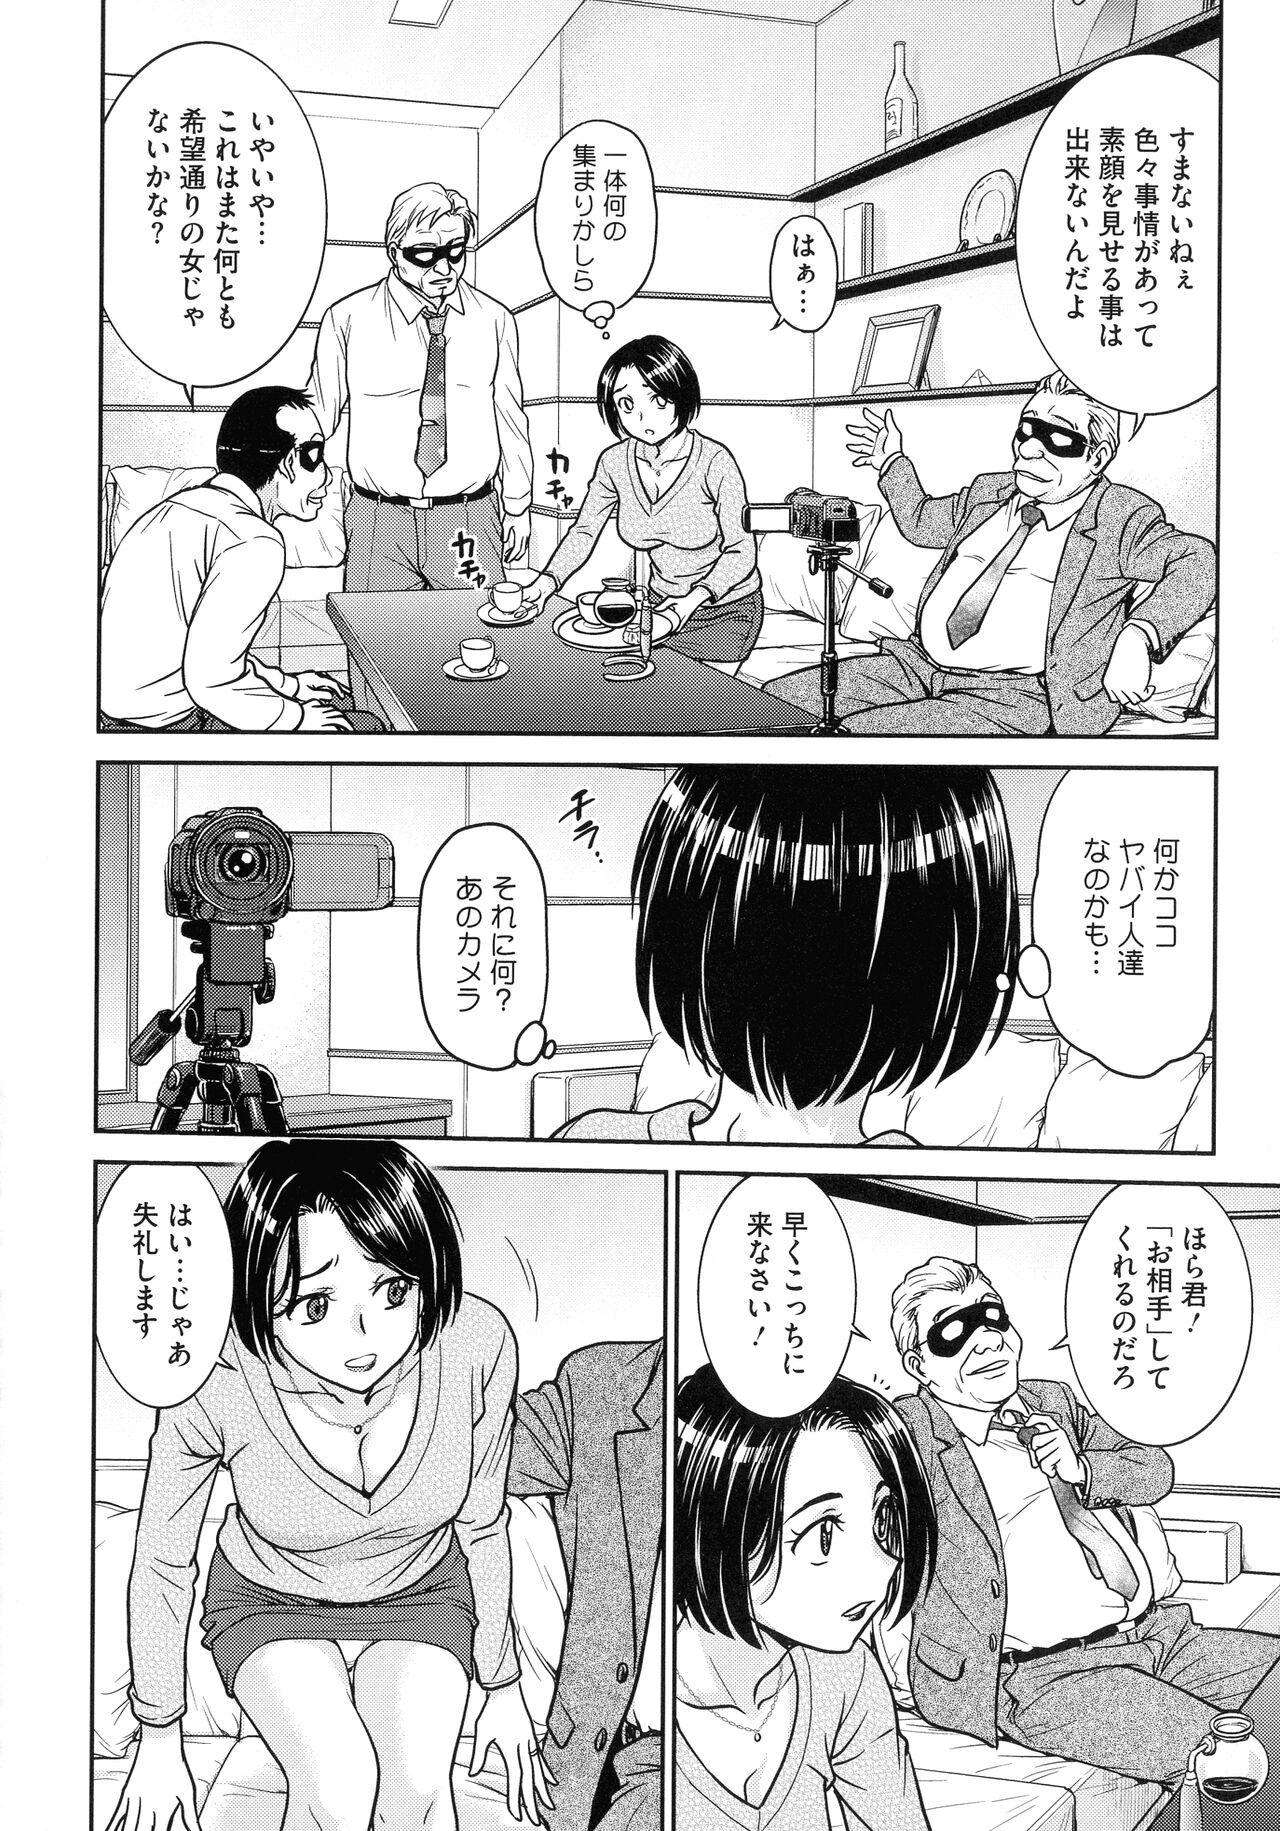 すまないねぇ
色々事情があって
素顔を見せる事は
出来ないんだよ
はぁ…
一体何の
集まりかしら
カチャ
カチャ
いやいや…
これはまた何とも
希望通りの女じゃ
ないかな？
何かココ
ヤバイ人達
なのかも…
チラ…
それに何？
あのカメラ
ほら君！
「お相手」して
くれるのだろ
早くこっちに
来なさい！
はい…じゃあ
失礼します